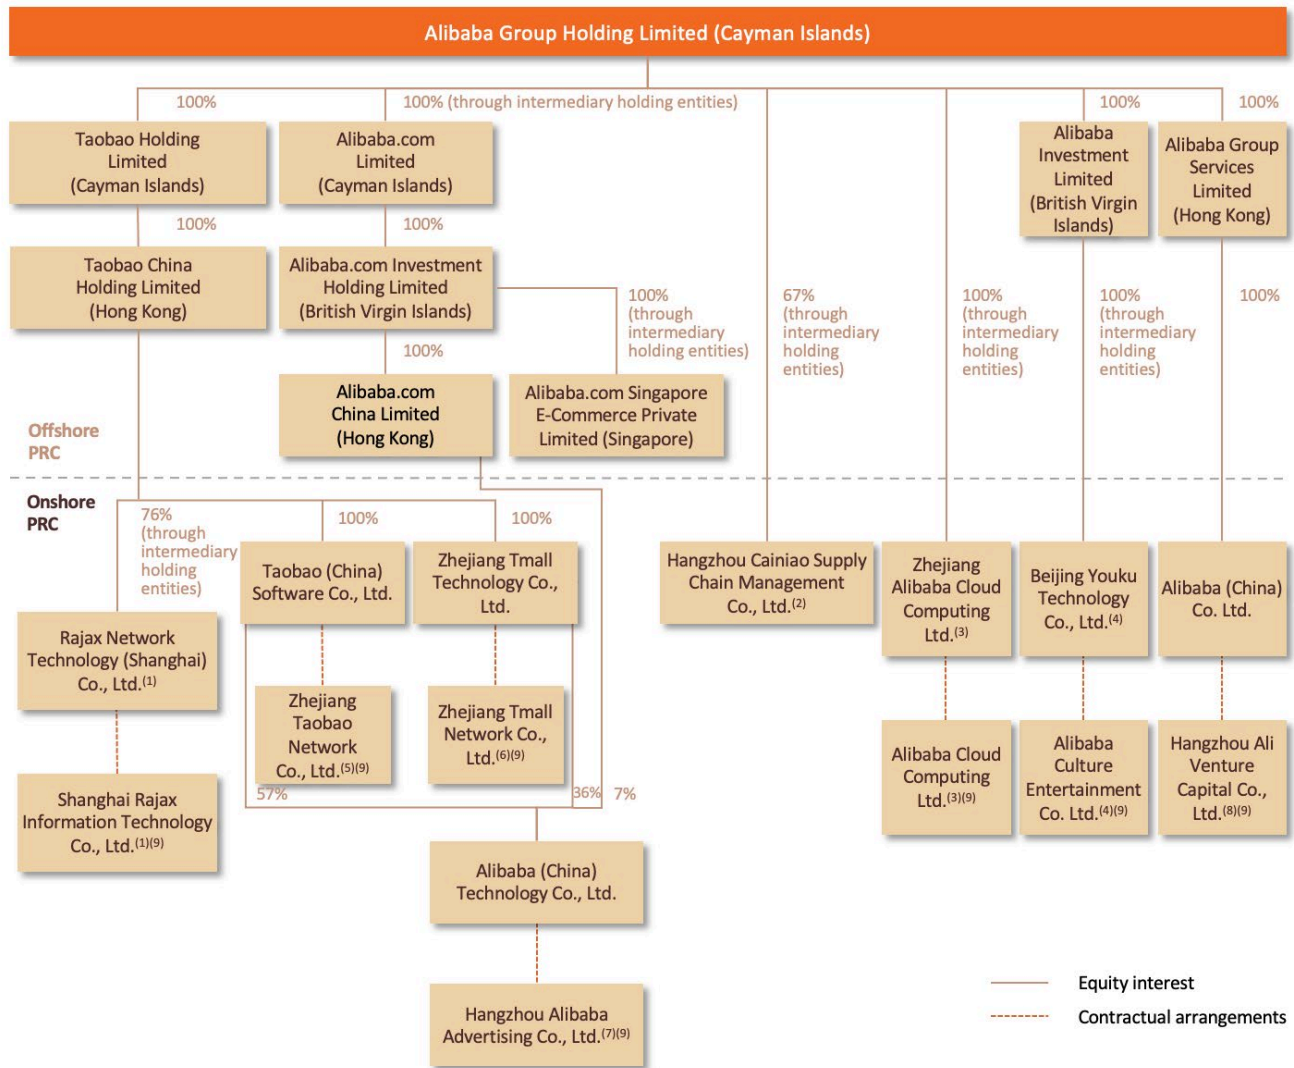 Alibaba Group Holding Limited (Cayman Islands)
100%
100% (through intermediary holding entities)
100%
100%
Taobao Holding
Limited
(Cayman Islands)
Alibaba.com
Limited
(Cayman Islands)
Alibaba
Investment
Limited
(British Virgin
Islands)
Alibaba Group
Services
Limited
(Hong Kong)
100%
100%
Taobao China
Holding Limited
(Hong Kong)
Alibaba.com Investment
Holding Limited
(British Virgin Islands)
100%
(through
intermediary
holding entities)
67%
(through
intermediary
holding
entities)
100%
(through
intermediary
holding
entities)
100%
(through
intermediary
holding
entities)
100%
100%
Alibaba.com
China Limited
(Hong Kong)
Alibaba.com Singapore
E-Commerce Private
Limited (Singapore)
Offshore
PRC
Onshore
PRC
76%
(through
intermediary
holding
entities)
100%
100%
Taobao (China)
Software Co., Ltd.
Zhejiang Tmall
Technology Co.,
Ltd.
Hangzhou Cainiao Supply
Chain Management
Co., Ltd.(2)
Zhejiang
Alibaba Cloud
Computing
Ltd.(3)
Beijing Youku
Technology
Co., Ltd.(4)
Alibaba (China)
Co. Ltd.
Rajax Network
Technology (Shanghai)
Co., Ltd.(1)
Zhejiang
Taobao
Network
Co., Ltd.(5)(9)
Zhejiang Tmall
Network Co.,
Ltd.(6)(9)
Alibaba Cloud
Computing
Ltd.(3)(9)
Alibaba
Culture
Entertainment
Co. Ltd.(4)(9)
Hangzhou Ali
Venture
Capital Co.,
Ltd.(8)(9)
57%
36%
7%
Shanghai Rajax
Information Technology
Co., Ltd.(1)(9)
Alibaba (China)
Technology Co., Ltd.
Hangzhou Alibaba
Advertising Co., Ltd.(7)(9)
Equity interest
Contractual arrangements